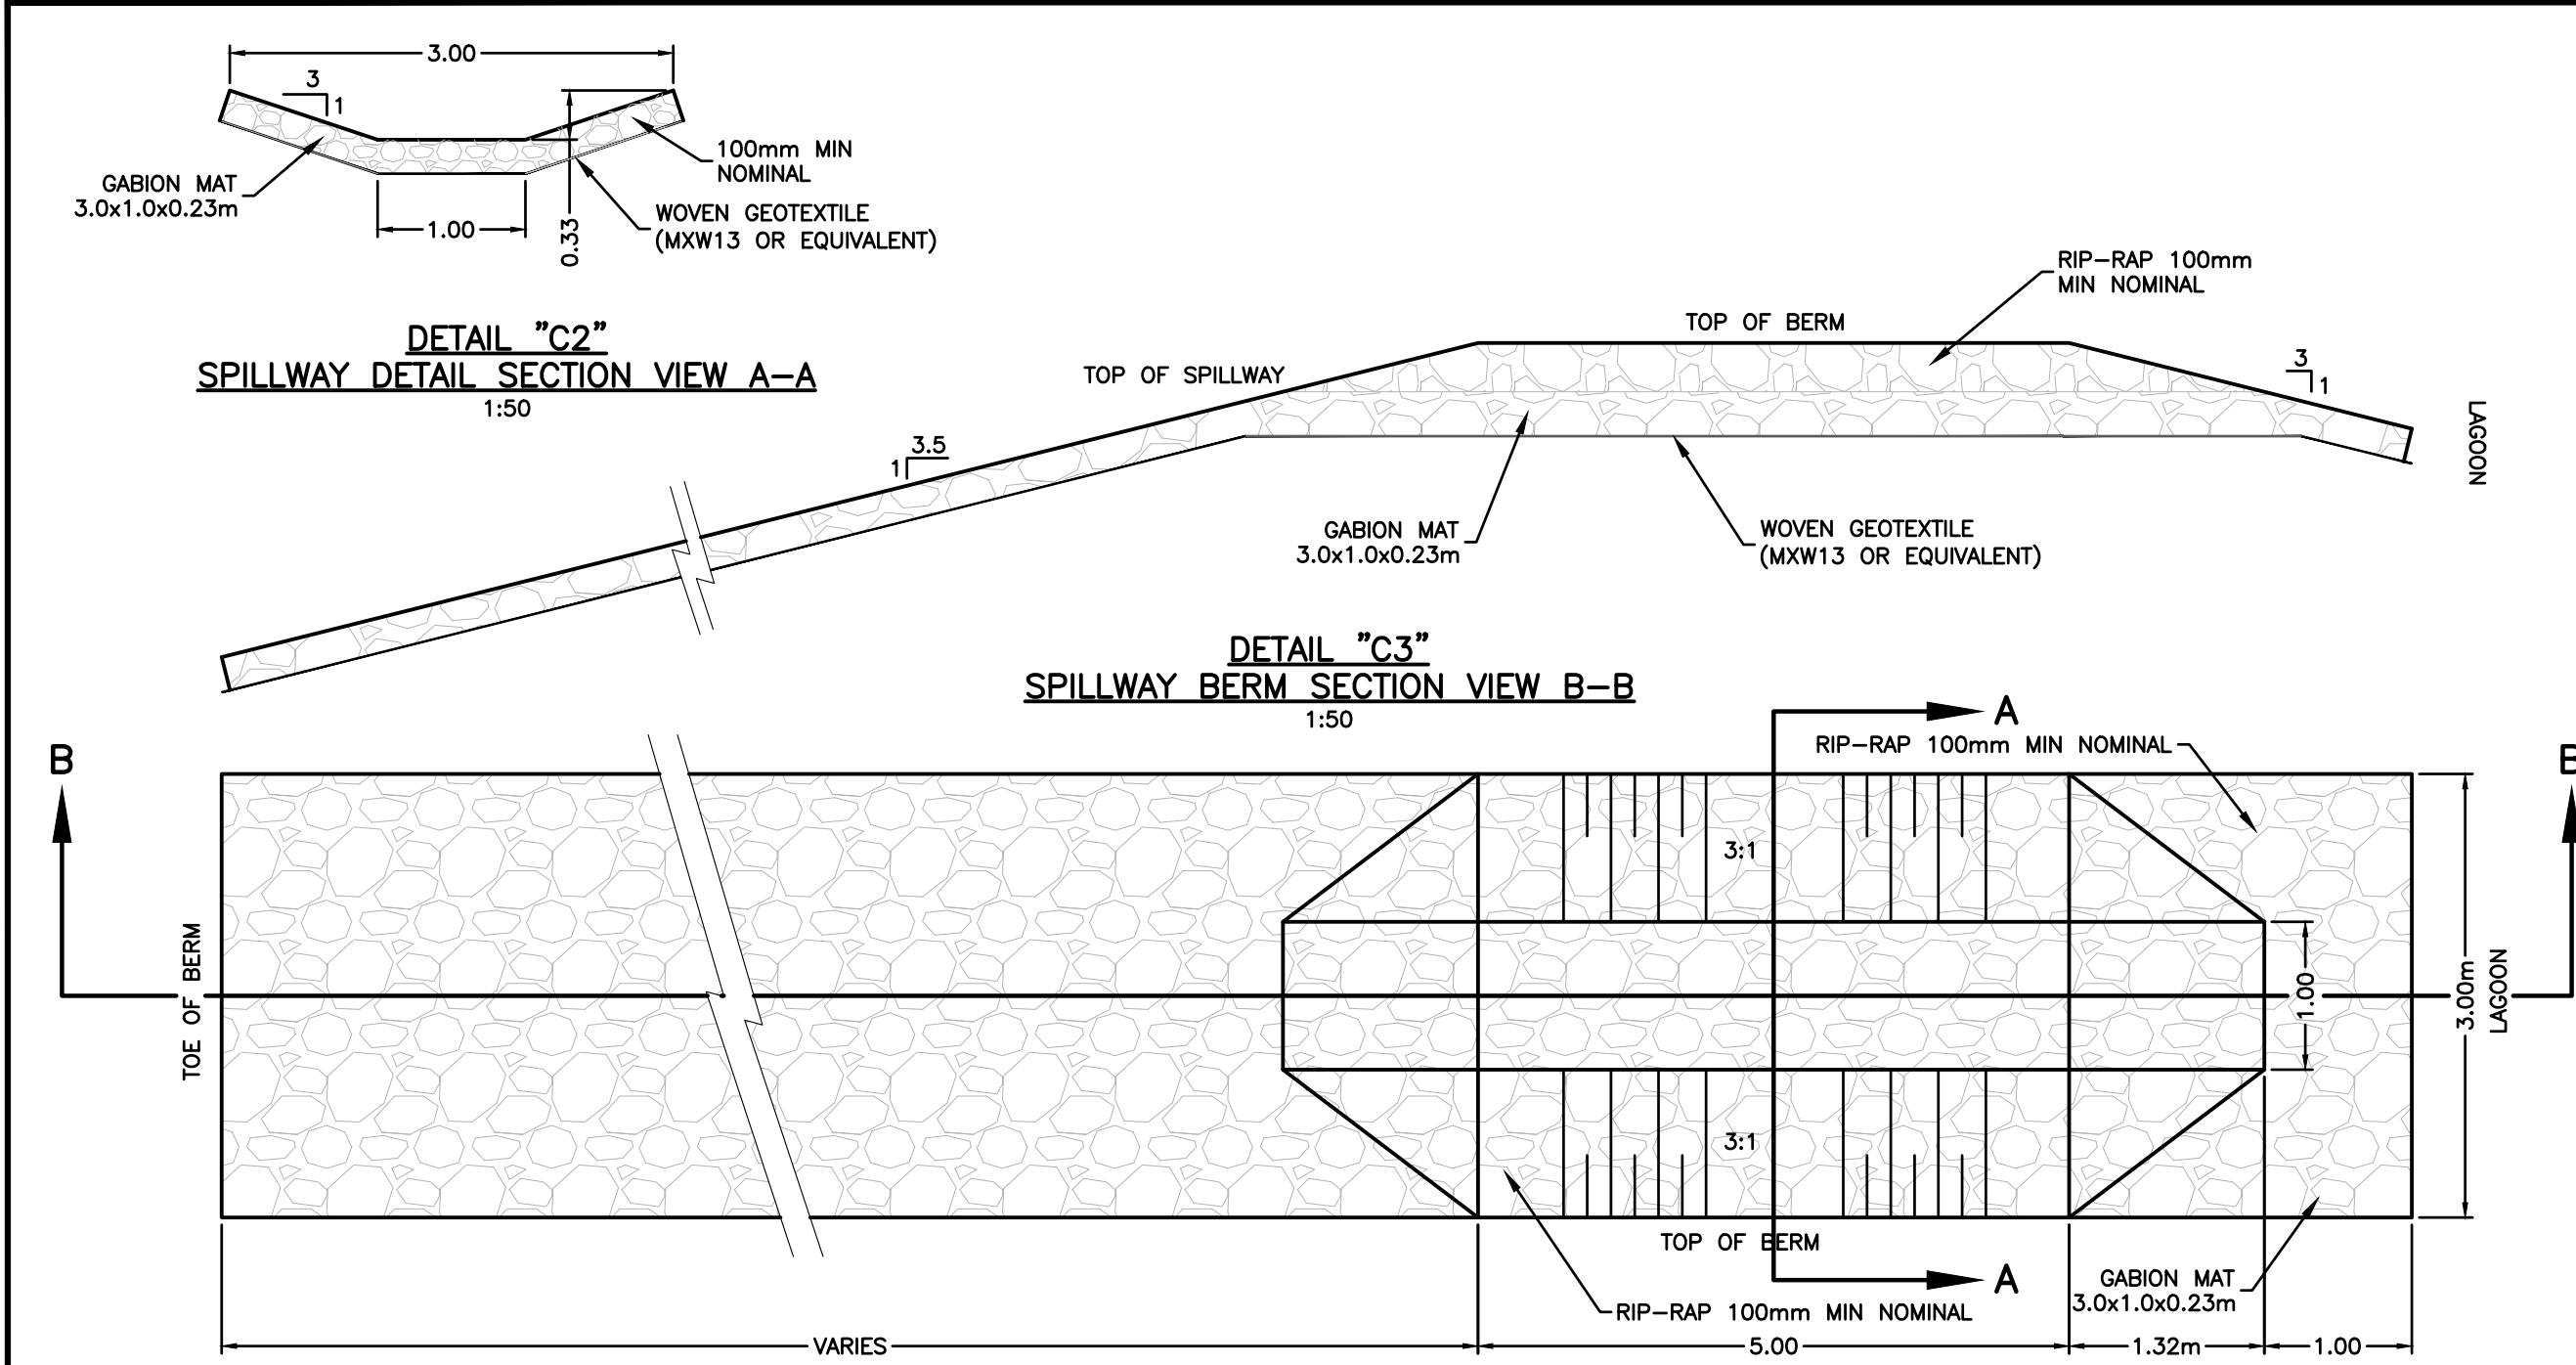 3.00
3
1
100mm MIN
NOMINAL
GABION MAT
3.0x1.0x0.23m
WOVEN GEOTEXTILE
(MXW13 OR EQUIVALENT)
1.00
0.33
DETAIL "C2"
SPILLWAY DETAIL SECTION VIEW A-A
1:50
RIP-RAP 100mm
MIN NOMINAL
TOP OF BERM
TOP OF SPILLWAY
3
1
LAGOON
3.5
1
GABION MAT
3.0x1.0x0.23m
WOVEN GEOTEXTILE
(MXW13 OR EQUIVALENT)
DETAIL "C3"
SPILLWAY BERM SECTION VIEW B-B
1:50
A
RIP-RAP 100mm MIN NOMINAL
B
B
3:1
TOE OF BERM
1.00
3.00m
LAGOON
3:1
TOP OF BERM
A
GABION MAT
3.0x1.0x0.23m
RIP-RAP 100mm MIN NOMINAL
VARIES
5.00
1.32m
1.00